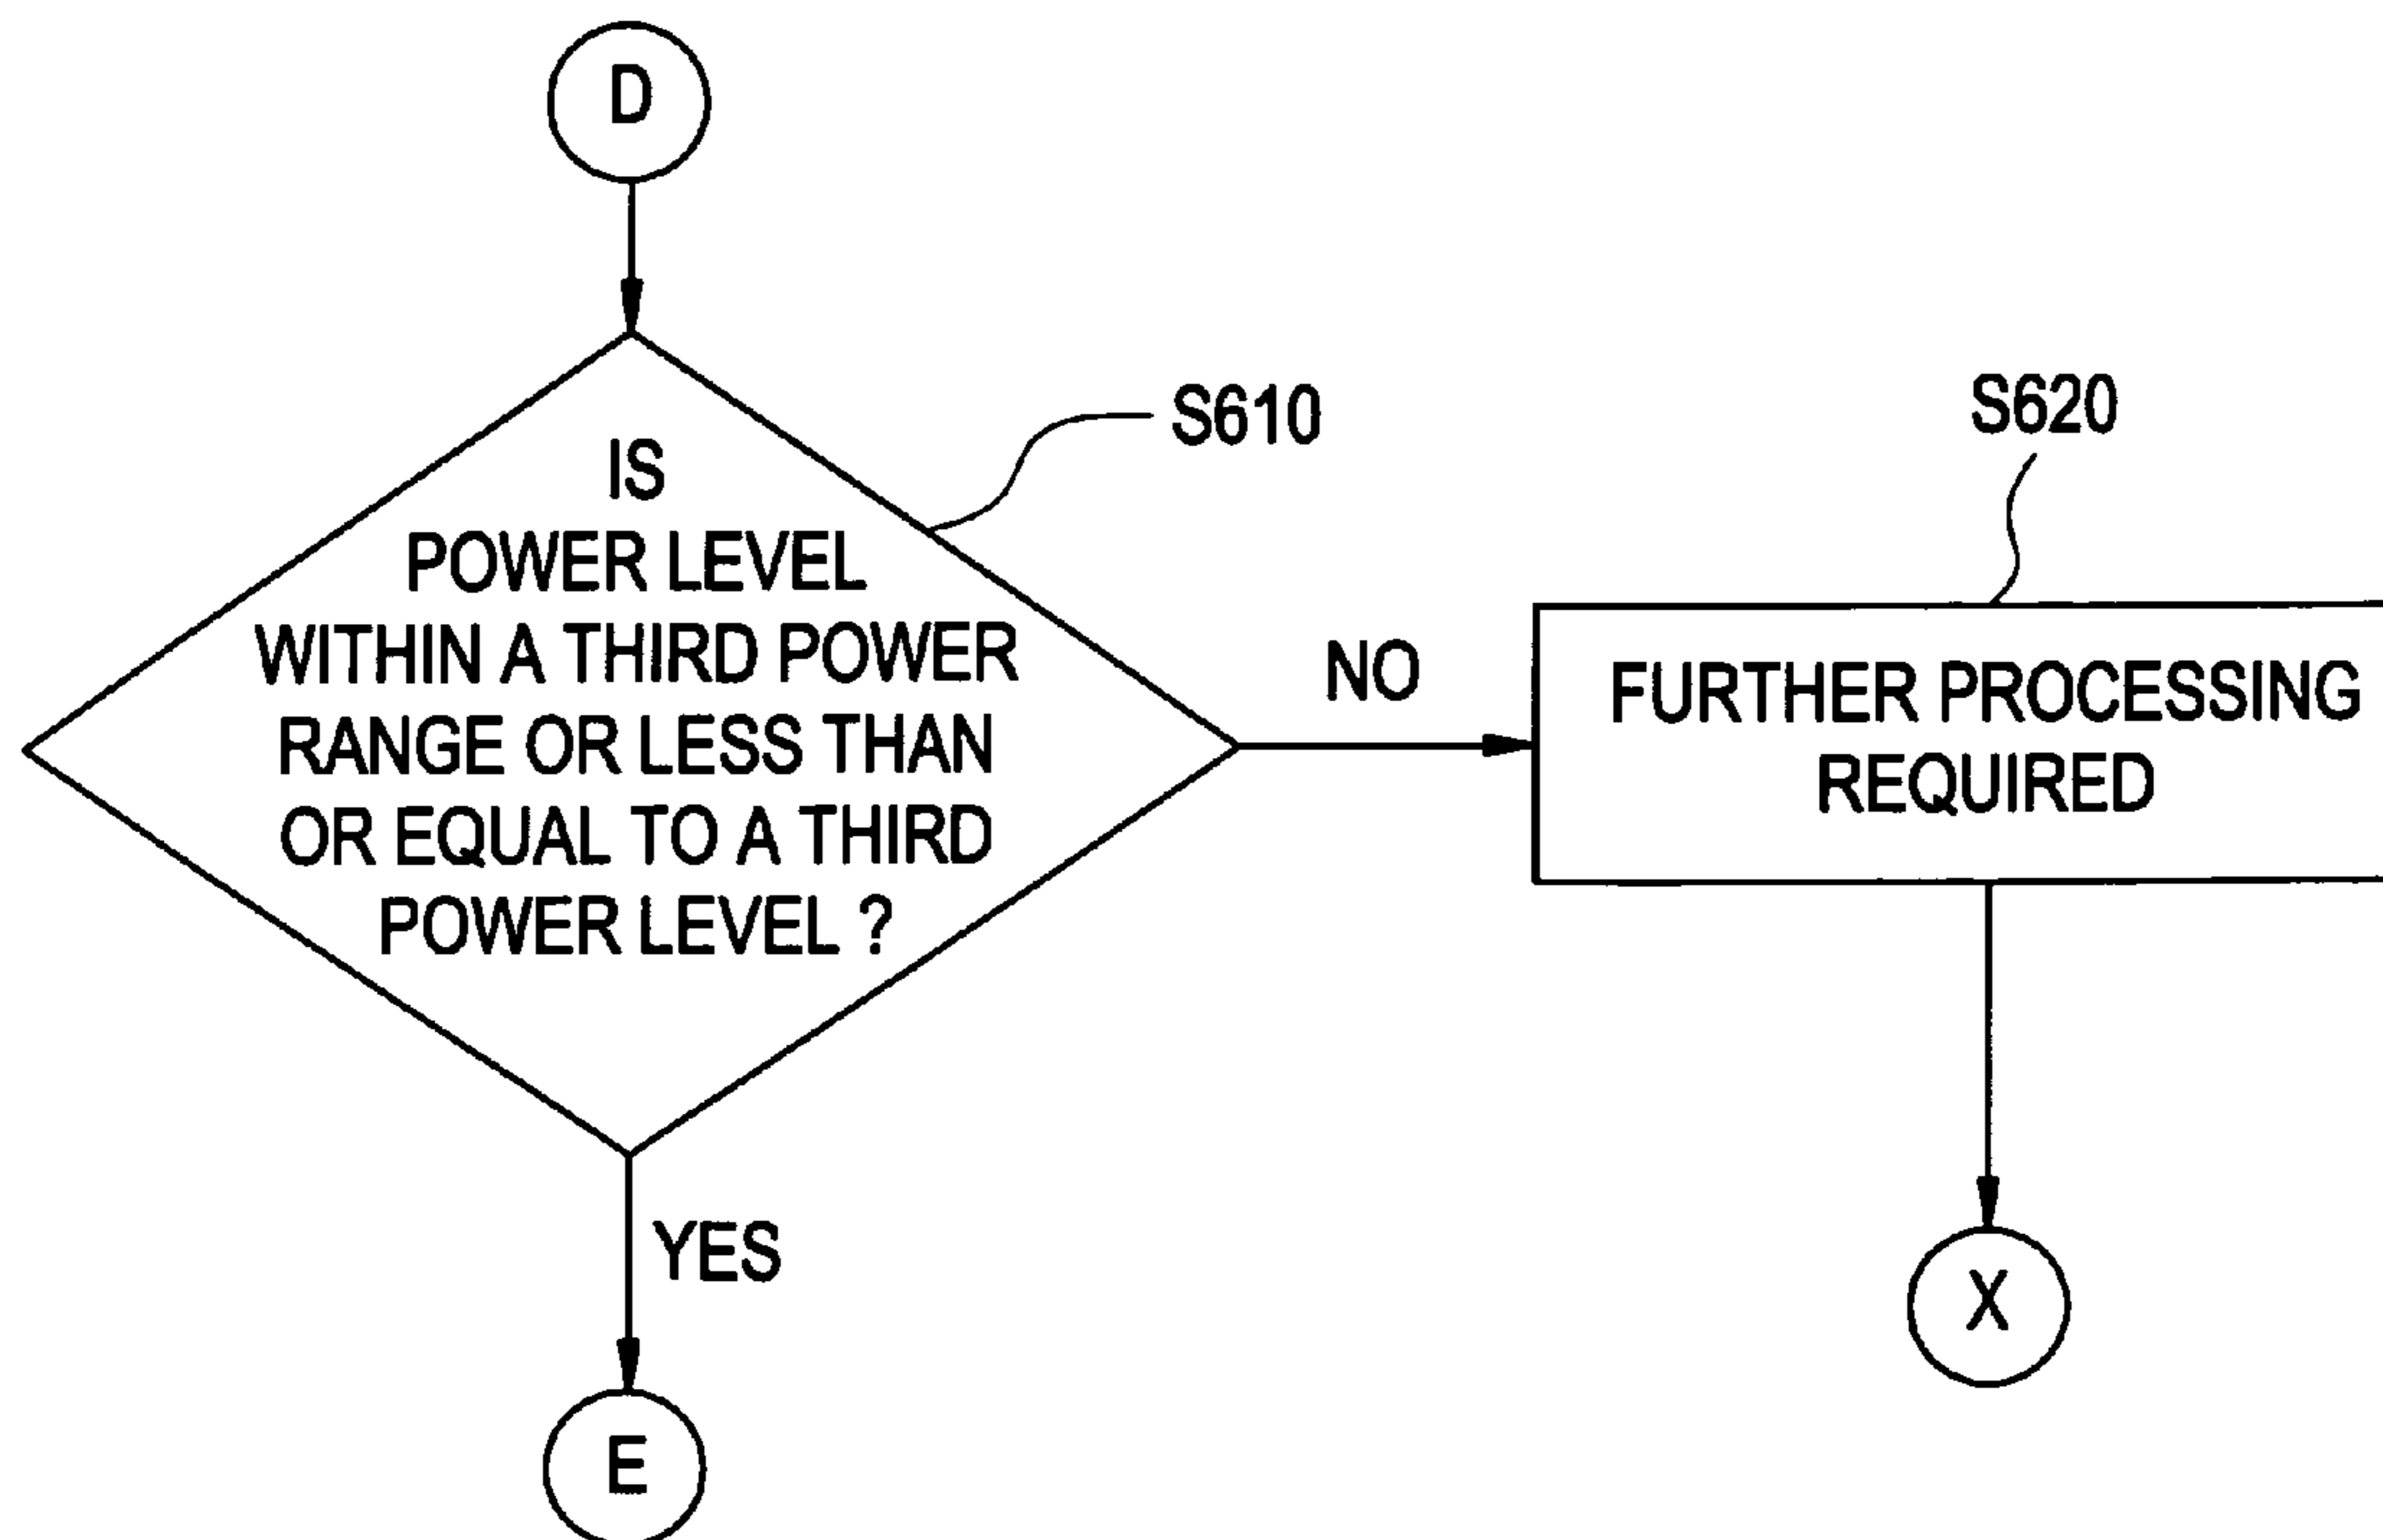 D
S610
S620
IS
POWER LEVEL
WITHIN A THIRD POWER
RANGE OR LESS THAN
OR EQUAL TO A THIRD
POWER LEVEL ?
NO
FURTHER PROCESSING
REQUIRED
YES
X
E